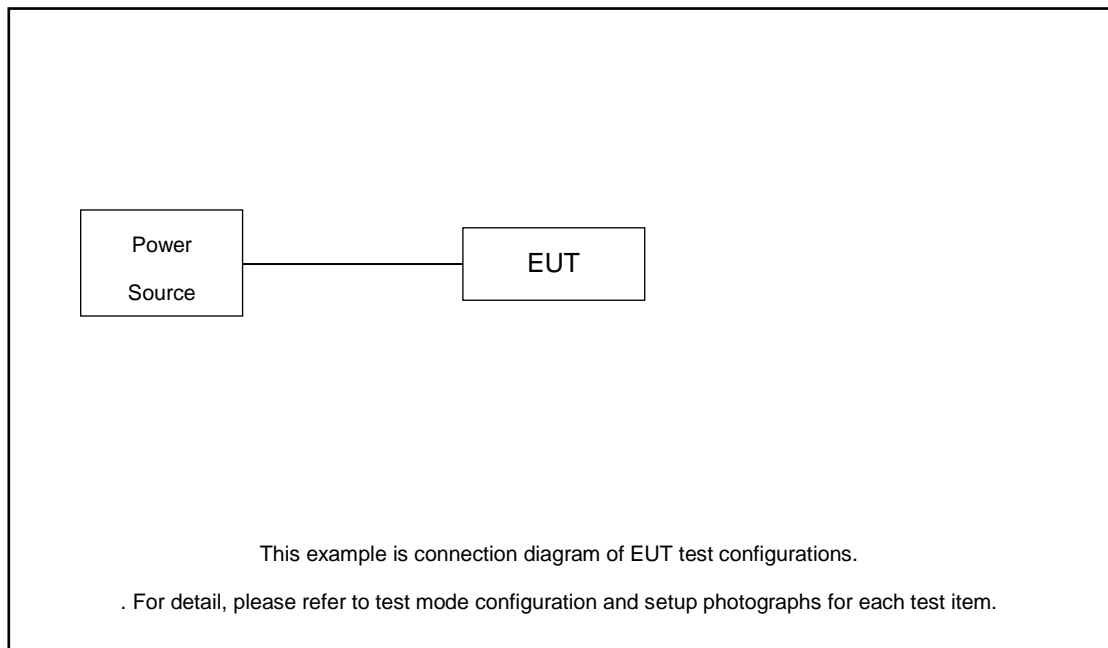 Power
Source
EUT
This example is connection diagram of EUT test configurations.
. For detail, please refer to test mode configuration and setup photographs for each test item.